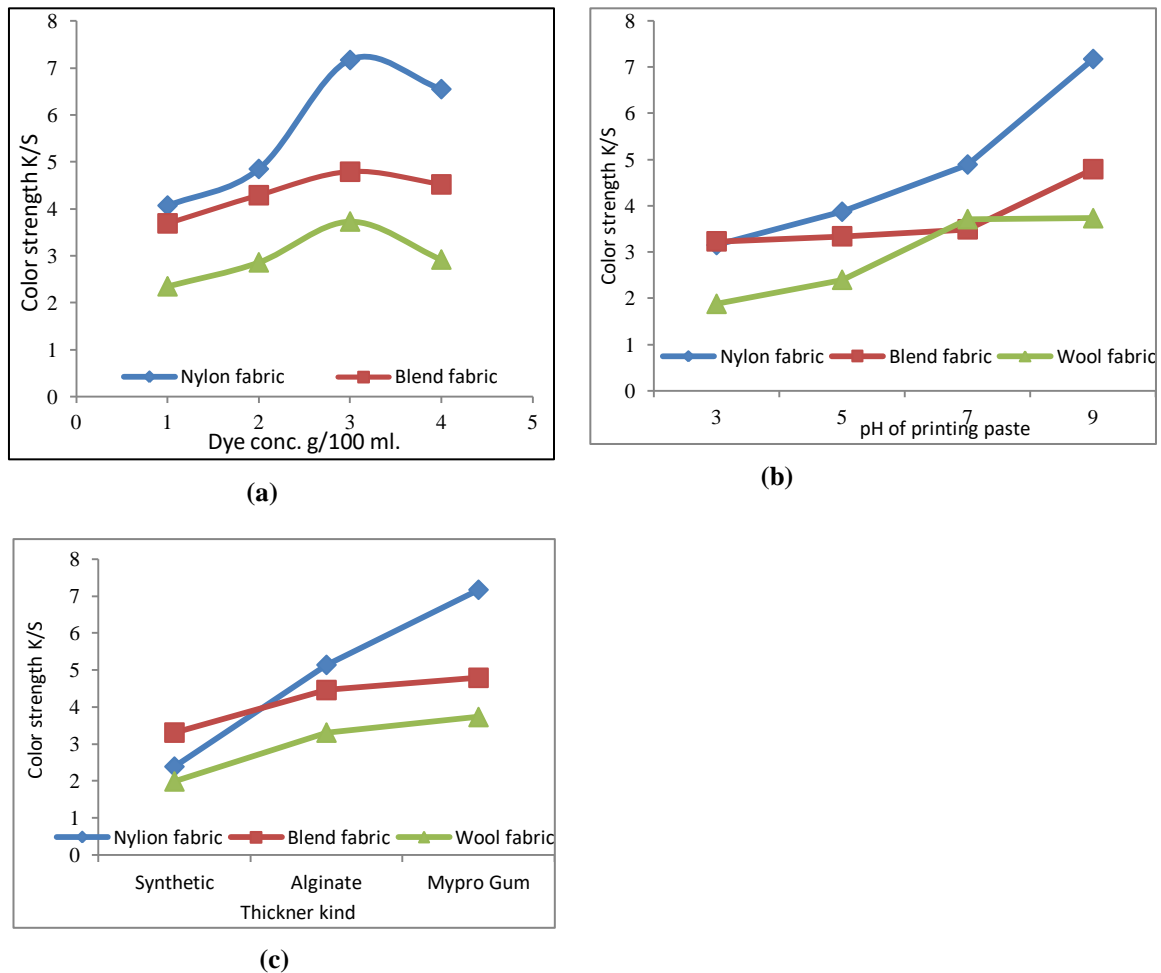 8
7
6
5
4
3
2
1
0
Color strength K/S
Nylon fabric Blend fabric
0 1 2 3 4 5
Dye conc. g/100 ml.
(a)
8
7
6
5
4
3
2
1
0
Color strength K/S
Nylon fabric Blend fabric Wool fabric
3 5 7 9
pH of printing paste
(b)
8
7
6
5
4
3
2
1
0
Color strength K/S
Nylion fabric Blend fabric Wool fabric
Synthetic Alginate Mypro Gum
Thickner kind
(c)